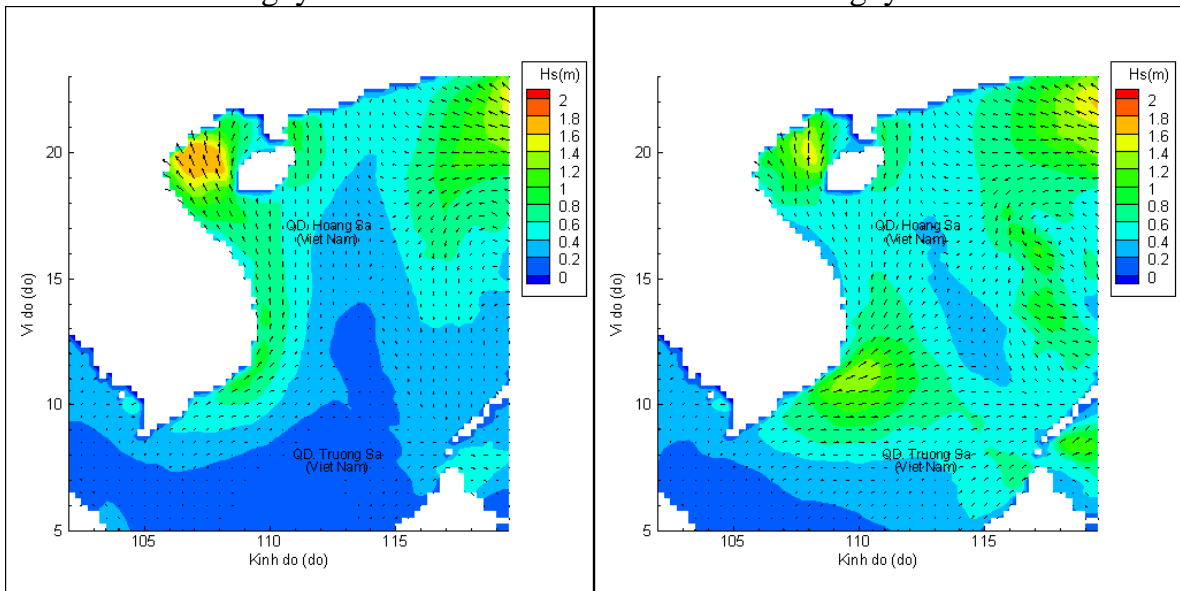 Hs(m)
2
1.8
1.6
1.4
1.2
1
0.8
0.6
0.4
0.2
0
20
15
10
5
Vi do (do)
QD. Hoang Sa
(Viet Nam)
QD. Truong Sa
(Viet Nam)
105
110
115
Kinh do (do)
Hs(m)
2
1.8
1.6
1.4
1.2
1
0.8
0.6
0.4
0.2
0
20
15
10
5
Vi do (do)
QD. Hoang Sa
(Viet Nam)
QD. Truong Sa
(Viet Nam)
105
110
115
Kinh do (do)